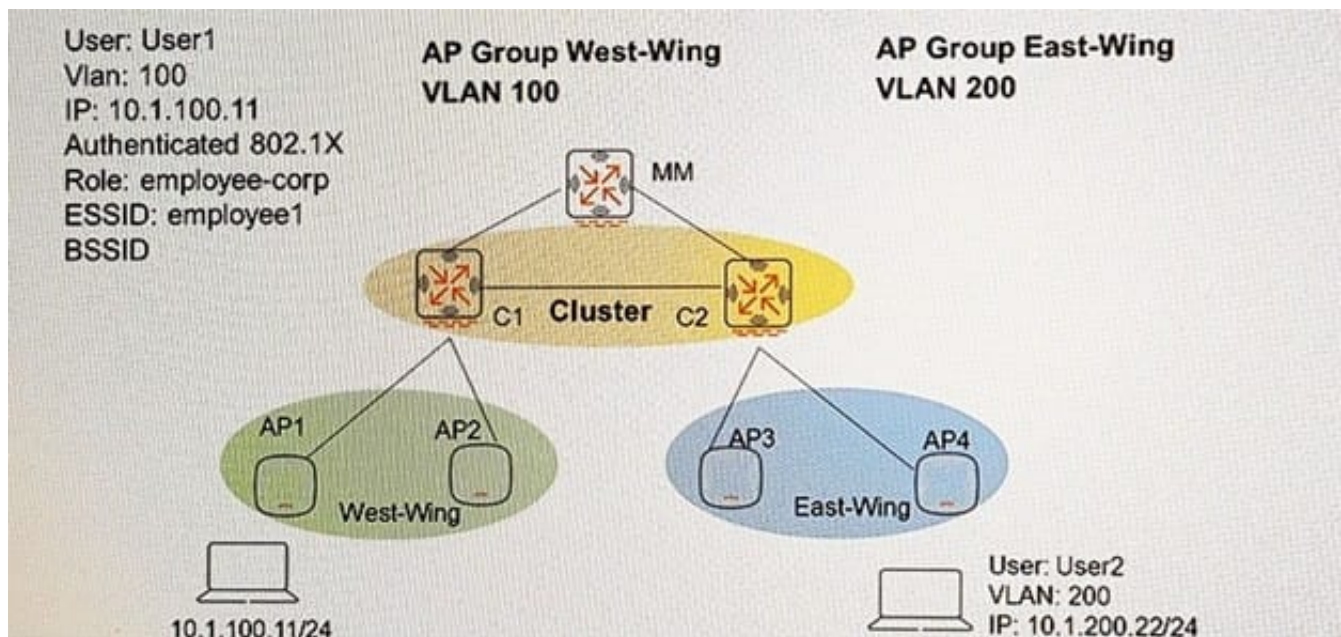 User: User1
Vlan: 100
IP: 10.1.100.11
Authenticated 802.1X
Role: employee-corp
ESSID: employee1
BSSID
AP Group West-Wing
VLAN 100
AP Group East-Wing
VLAN 200
MM
C1
Cluster
C2
AP1
AP2
West-Wing
AP3
AP4
East-Wing
10.1.100.11/24
User: User2
VLAN: 200
IP: 10.1.200.22/24